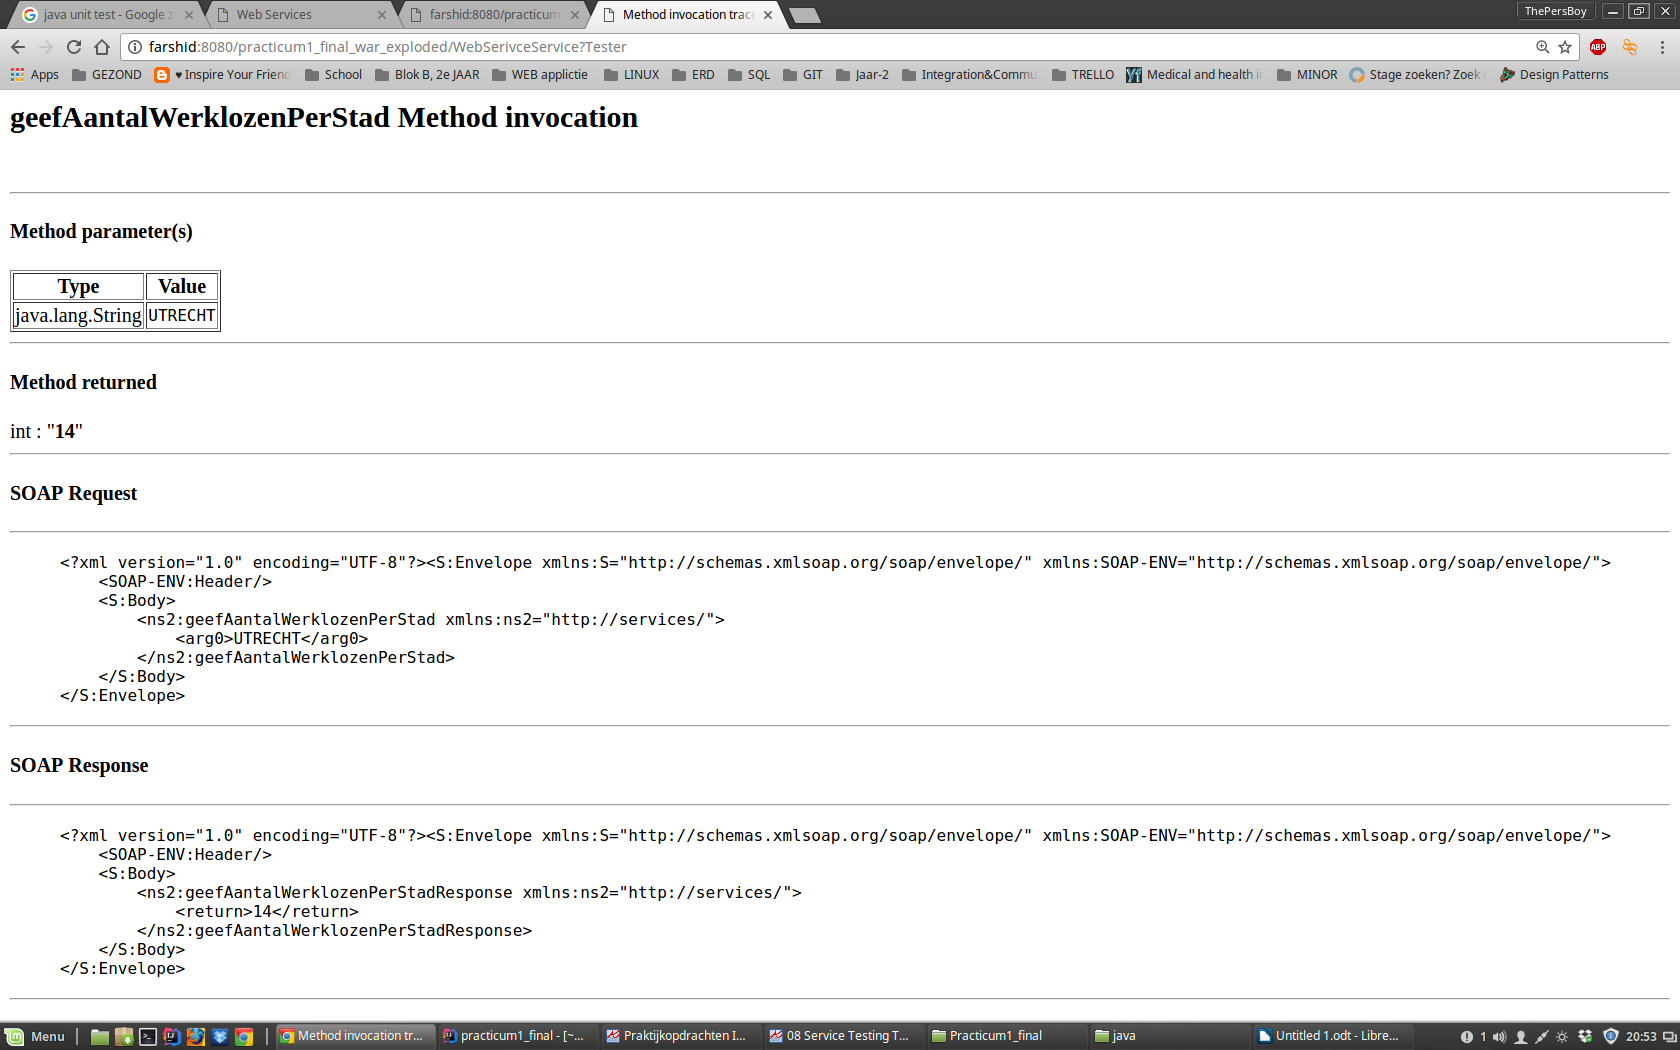 java unit test - Google z
Web Services
farshid:8080/practicum
Method invocation trac
ThePersBoy
farshid:8080/practicum1_final_war_exploded/WebSerivceService?Tester
ABP
Apps
GEZOND
♥ Inspire Your Friend
School
Blok B, 2e JAAR
WEB applictie
LINUX
ERD
SQL
GIT
Jaar-2
Integration&Commu
TRELLO
Medical and health i
MINOR
Stage zoeken? Zoek
Design Patterns
geefAantalWerklozenPerStad Method invocation
Method parameter(s)
Type Value
java.lang.String UTRECHT
Method returned
int : "14"
SOAP Request
<?xml version="1.0" encoding="UTF-8"?><S:Envelope xmlns:S="http://schemas.xmlsoap.org/soap/envelope/" xmlns:SOAP-ENV="http://schemas.xmlsoap.org/soap/envelope/">
<SOAP-ENV:Header/>
<S:Body>
<ns2:geefAantalWerklozenPerStad xmlns:ns2="http://services/">
<arg0>UTRECHT</arg0>
</ns2:geefAantalWerklozenPerStad>
</S:Body>
</S:Envelope>
SOAP Response
<?xml version="1.0" encoding="UTF-8"?><S:Envelope xmlns:S="http://schemas.xmlsoap.org/soap/envelope/" xmlns:SOAP-ENV="http://schemas.xmlsoap.org/soap/envelope/">
<SOAP-ENV:Header/>
<S:Body>
<ns2:geefAantalWerklozenPerStadResponse xmlns:ns2="http://services/">
<return>14</return>
</ns2:geefAantalWerklozenPerStadResponse>
</S:Body>
</S:Envelope>
Menu
Method invocation tr...
practicum1_final - [~...
Praktijkopdrachten I...
08 Service Testing T...
Practicum1_final
java
Untitled 1.odt - Libre...
1
20:53